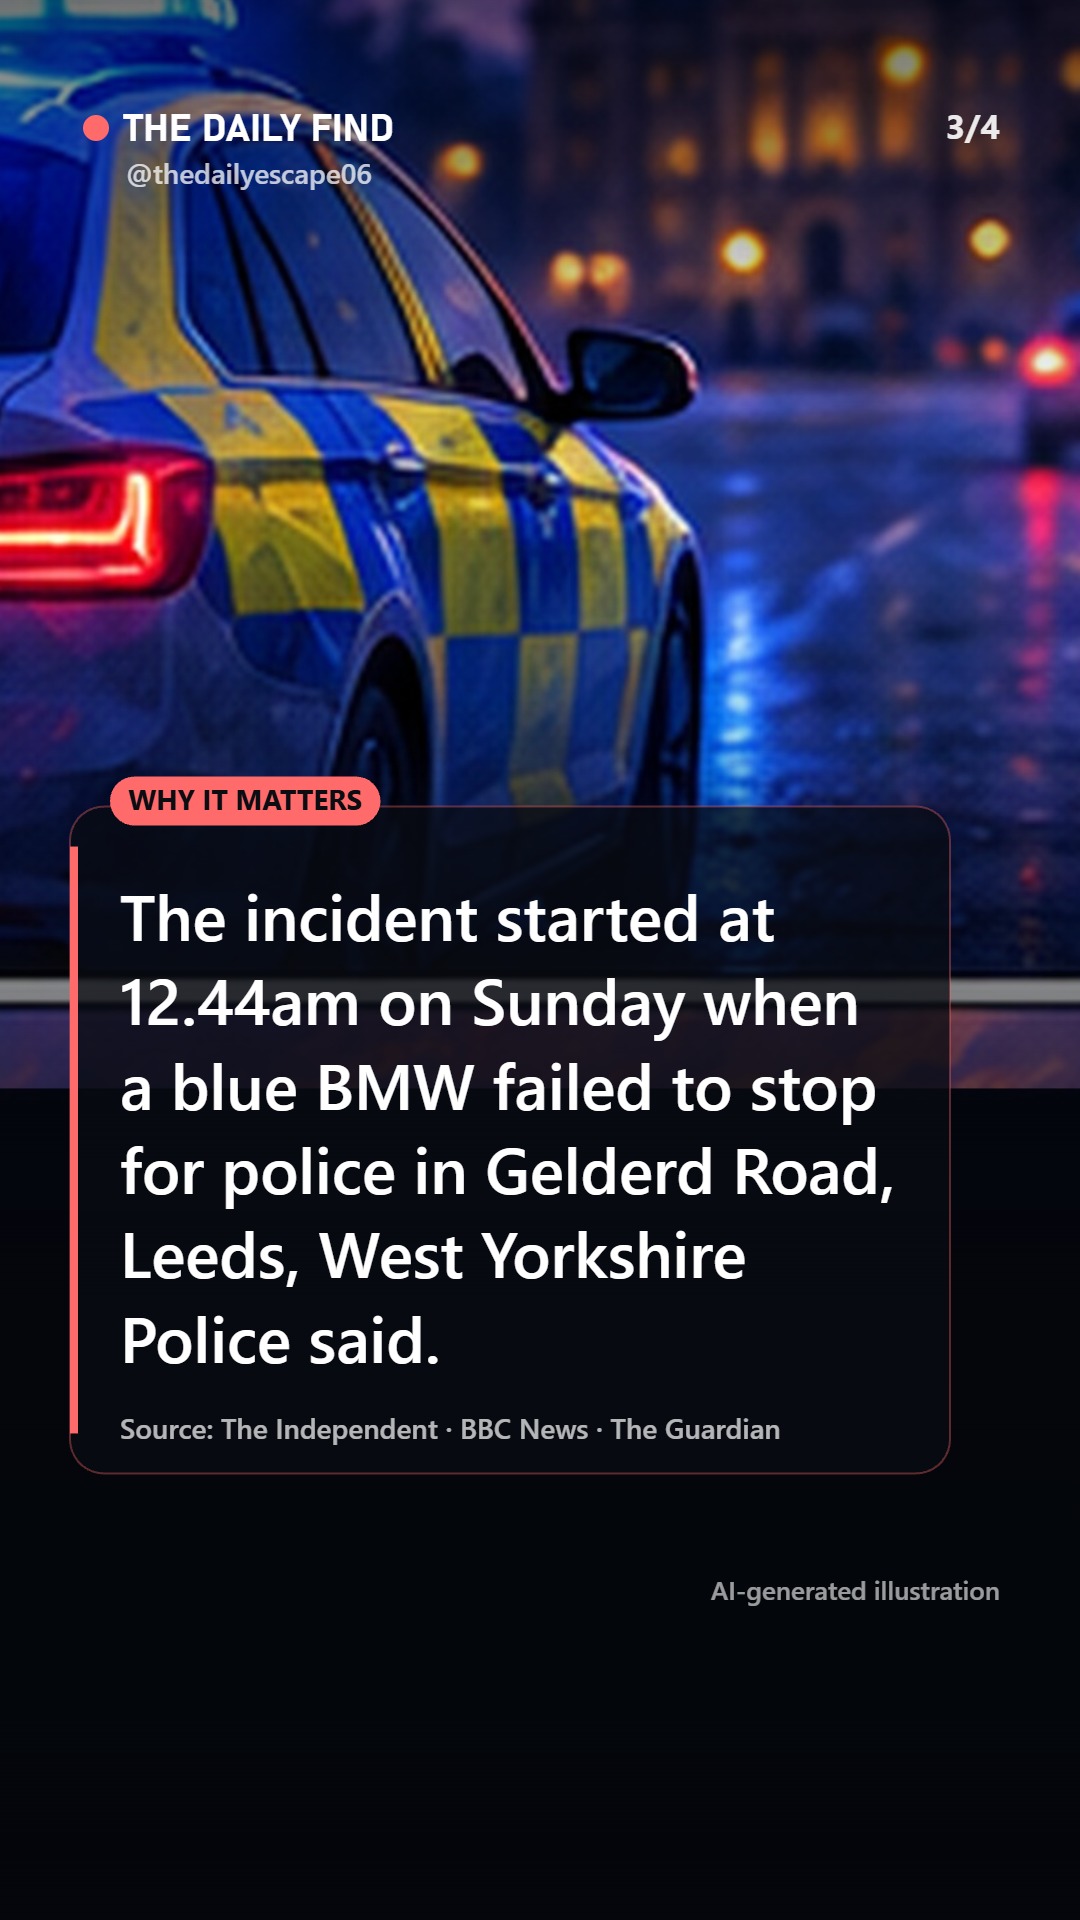 THE DAILY FIND
3/4
@thedailyescape06
WHY IT MATTERS
The incident started at
12.44am on Sunday when
a blue BMW failed to stop
for police in Gelderd Road,
Leeds, West Yorkshire
Police said.
Source: The Independent · BBC News · The Guardian
AI-generated illustration